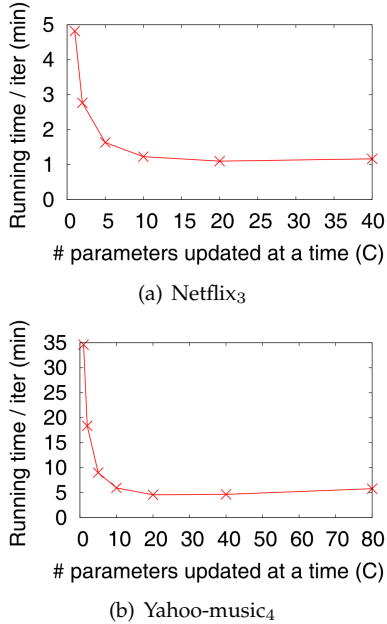 5
4
3
2
1
0
Running time / iter (min)
0 5 10 15 20 25 30 35 40
# parameters updated at a time (C)
(a) Netflix₃
35
30
25
20
15
10
5
0
Running time / iter (min)
0 10 20 30 40 50 60 70 80
# parameters updated at a time (C)
(b) Yahoo-music₄